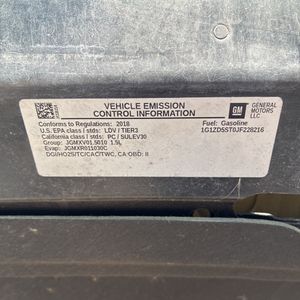 VEHICLE EMISSION
CONTROL INFORMATION
GM
GENERAL
MOTORS
LLC
Conforms to Regulations: 2018
Fuel: Gasoline
U.S. EPA class / stds: LDV / TIER3
1G1ZD5ST0JF228216
California class / stds: PC / SULEV30
Group: JGMXV01.5010 1.5L
Evap: JGMXR011030C
DGI/HO2S/TC/CAC/TWC, CA OBD: II